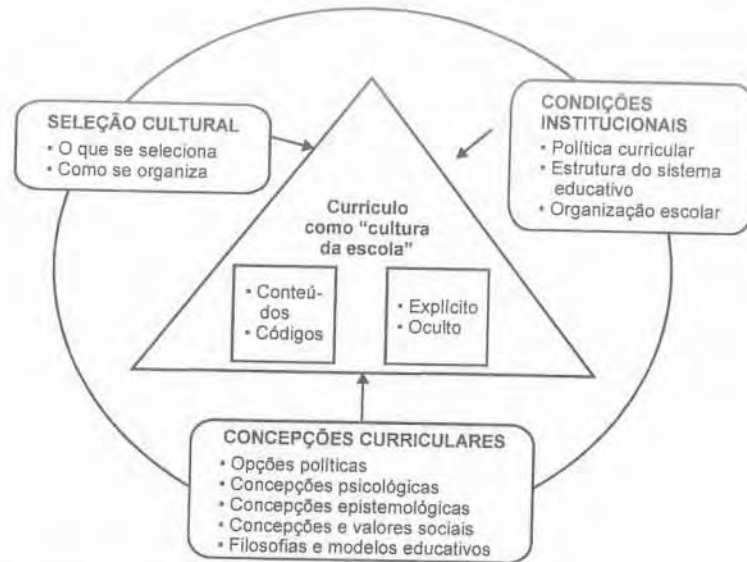 SELEÇÃO CULTURAL
• O que se seleciona
• Como se organiza
CONDIÇÕES
INSTITUCIONAIS
• Política curricular
• Estrutura do sistema
educativo
• Organização escolar
Currículo
como "cultura
da escola"
• Conteú-
dos
• Códigos
• Explícito
• Oculto
CONCEPÇÕES CURRICULARES
• Opções políticas
• Concepções psicológicas
• Concepções epistemológicas
• Concepções e valores sociais
• Filosofias e modelos educativos